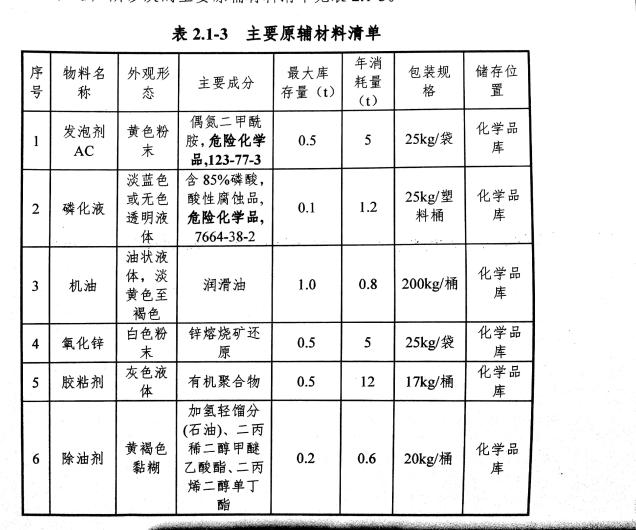 表 2.1-3 主要原辅材料清单
序号 物料名称 外观形态 主要成分 最大库存量（t） 年消耗量（t） 包装规格 储存位置
1 发泡剂AC 黄色粉末 偶氮二甲酰胺，危险化学品,123-77-3 0.5 5 25kg/袋 化学品库
2 磷化液 淡蓝色或无色透明液体 含 85%磷酸，酸性腐蚀品，危险化学品，7664-38-2 0.1 1.2 25kg/塑料桶 化学品库
3 机油 油状液体，淡黄色至褐色 润滑油 1.0 0.8 200kg/桶 化学品库
4 氧化锌 白色粉末 锌熔烧矿还原 0.5 5 25kg/袋 化学品库
5 胶粘剂 灰色液体 有机聚合物 0.5 12 17kg/桶 化学品库
6 除油剂 黄褐色黏糊 加氢轻馏分(石油)、二丙稀二醇甲醚乙酸酯、二丙烯二醇单丁酯 0.2 0.6 20kg/桶 化学品库